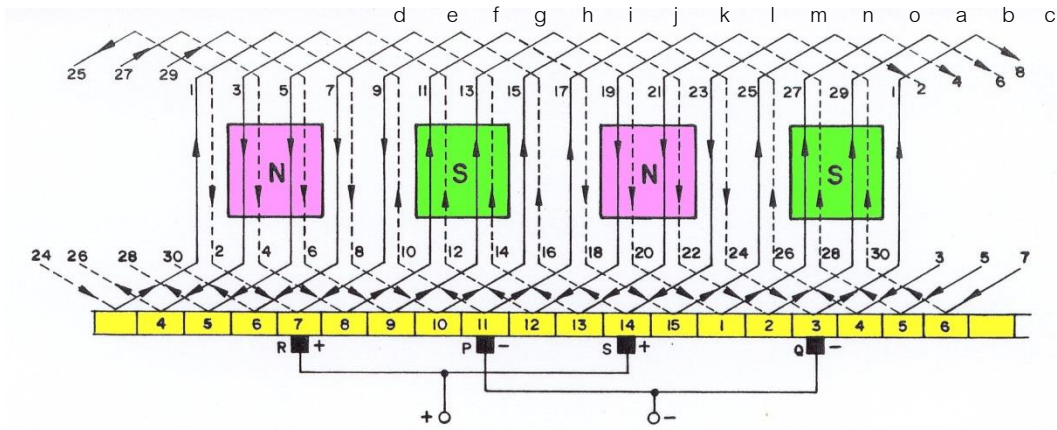 d e f g h i j k l m n o a b c
25 27 29 8
6
4
2
1 3 5 7 9 11 13 15 17 19 21 23 25 27 29 1
N S N S
24 26 28 30 2 4 6 8 10 12 14 16 18 20 22 24 26 28 30 3 5 7
4 5 6 7 8 9 10 11 12 13 14 15 1 2 3 4 5 6
R + P - S + Q -
+ -